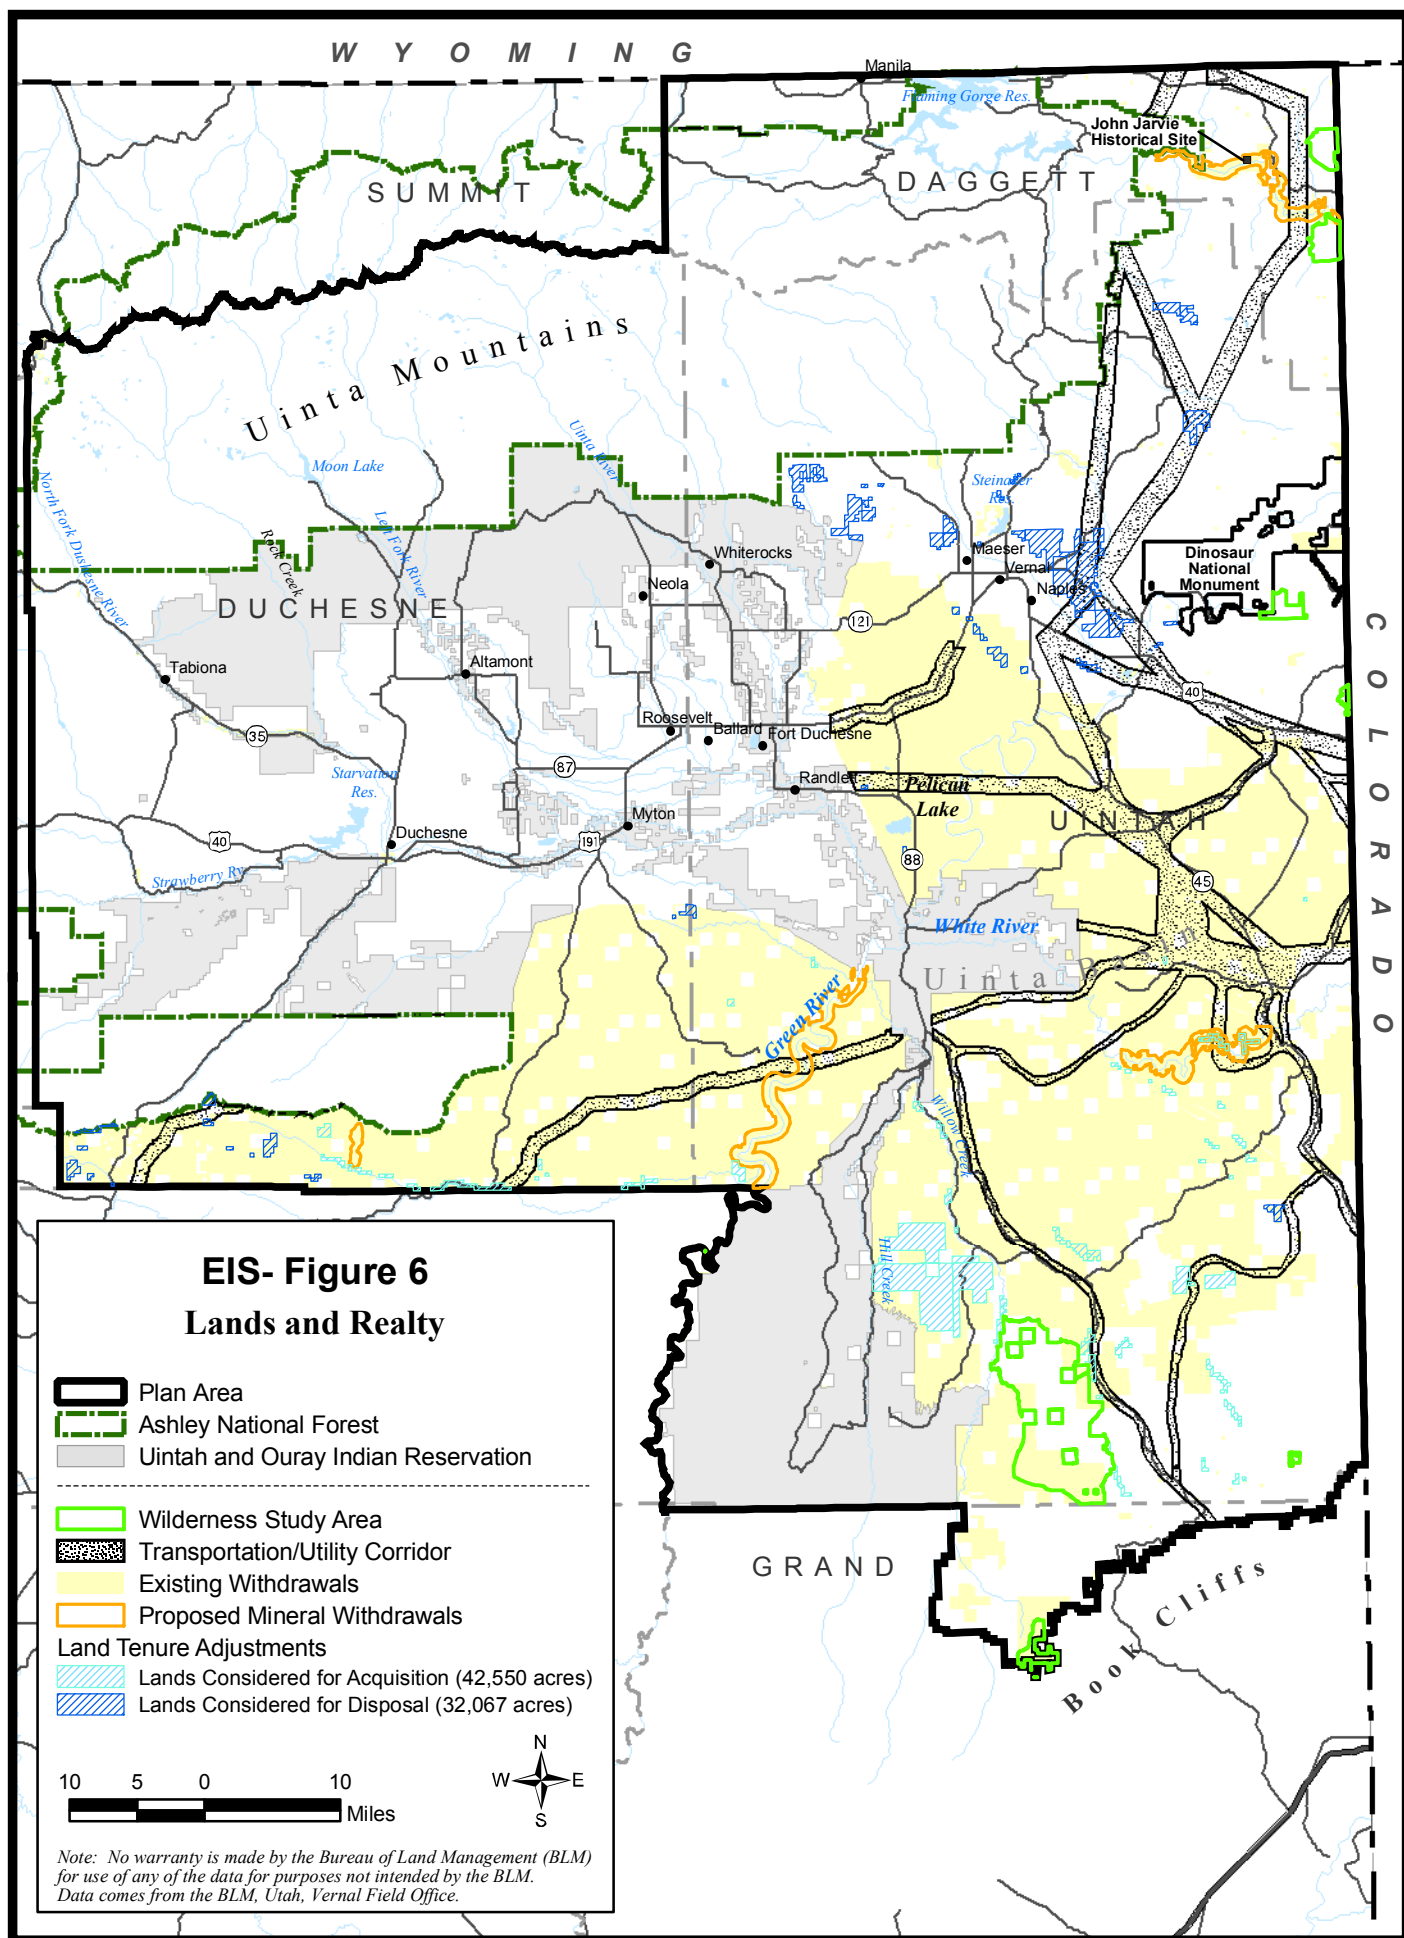 W Y O M I N G
Manila
Flaming Gorge Res.
John Jarvie
Historical Site
SUMMIT
DAGGETT
Uinta Mountains
Uinta River
Moon Lake
North Fork Duchesne River
Rock Creek
Left Fork River
Steinaker
Res.
Whiterocks
Maeser
Vernal
Naples
Neola
Dinosaur
National
Monument
DUCHESNE
121
Tabiona
Altamont
40
COLORADO
35
Roosevelt
Ballard
Fort Duchesne
87
Starvation
Res.
Randlett
Pelican
Lake
UINTAH
Myton
Duchesne
40
191
88
45
Strawberry Rv
White River
Uinta Basin
Green River
Willow Creek
Hill Creek
EIS- Figure 6
Lands and Realty
Plan Area
Ashley National Forest
Uintah and Ouray Indian Reservation
Wilderness Study Area
Transportation/Utility Corridor
Existing Withdrawals
Proposed Mineral Withdrawals
Land Tenure Adjustments
Lands Considered for Acquisition (42,550 acres)
Lands Considered for Disposal (32,067 acres)
GRAND
Book Cliffs
N
W E
S
10 5 0 10
Miles
Note: No warranty is made by the Bureau of Land Management (BLM)
for use of any of the data for purposes not intended by the BLM.
Data comes from the BLM, Utah, Vernal Field Office.